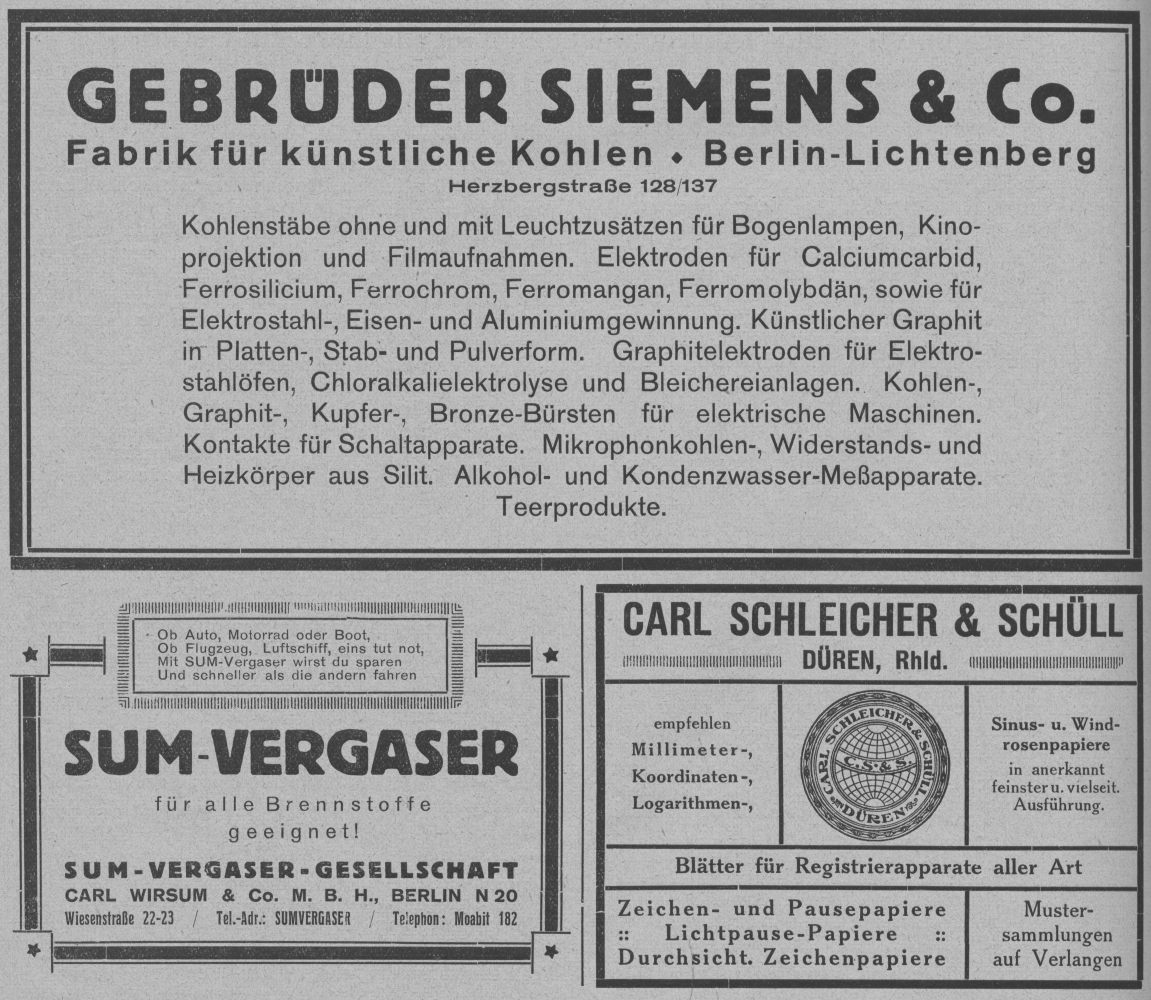 GEBRÜDER SIEMENS & Co.
Fabrik für künstliche Kohlen • Berlin-Lichtenberg
Herzbergstraße 128/137
Kohlenstäbe ohne und mit Leuchtzusätzen für Bogenlampen, Kino-
projektion und Filmaufnahmen. Elektroden für Calciumcarbid,
Ferrosilicium, Ferrochrom, Ferromangan, Ferromolybdän, sowie für
Elektrostahl-, Eisen- und Aluminiumgewinnung. Künstlicher Graphit
in Platten-, Stab- und Pulverform. Graphitelektroden für Elektro-
stahlöfen, Chloralkalielektrolyse und Bleichereianlagen. Kohlen-,
Graphit-, Kupfer-, Bronze-Bürsten für elektrische Maschinen.
Kontakte für Schaltapparate. Mikrophonkohlen-, Widerstands- und
Heizkörper aus Silit. Alkohol- und Kondenzwasser-Meßapparate.
Teerprodukte.
Ob Auto, Motorrad oder Boot,
Ob Flugzeug, Luftschiff, eins tut not,
Mit SUM-Vergaser wirst du sparen
Und schneller als die andern fahren
SUM-VERGASER
für alle Brennstoffe
geeignet!
SUM-VERGASER-GESELLSCHAFT
CARL WIRSUM & Co. M. B. H., BERLIN N 20
Wiesenstraße 22-23 / Tel.-Adr.: SUMVERGASER / Telephon: Moabit 182
CARL SCHLEICHER & SCHÜLL
DÜREN, Rhld.
empfehlen
Millimeter-,
Koordinaten-,
Logarithmen-,
CARL SCHLEICHER & SCHÜLL
C. S. & S.
DÜREN
Sinus- u. Wind-
rosenpapiere
in anerkannt
feinster u. vielseit.
Ausführung.
Blätter für Registrierapparate aller Art
Zeichen- und Pausepapiere
:: Lichtpause-Papiere ::
Durchsicht. Zeichenpapiere
Muster-
sammlungen
auf Verlangen